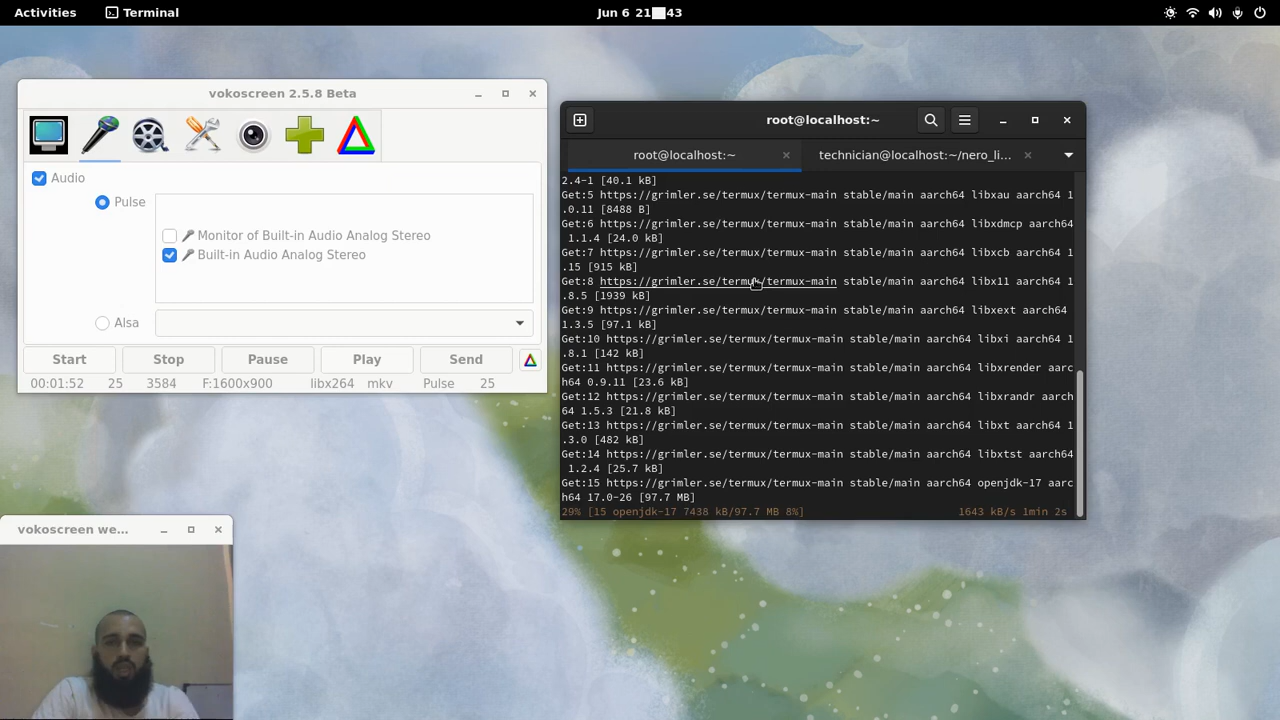 Activities
Terminal
Jun 6 21 43
vokoscreen 2.5.8 Beta
Audio
Pulse
Monitor of Built-in Audio Analog Stereo
Built-in Audio Analog Stereo
Alsa
Start Stop Pause Play Send
00:01:52 25 3584 F:1600x900 libx264 mkv Pulse 25
root@localhost:~
root@localhost:~
technician@localhost:~/nero_li...
2.4-1 [40.1 kB]
Get:5 https://grimler.se/termux/termux-main stable/main aarch64 libxau aarch64 1
.0.11 [8488 B]
Get:6 https://grimler.se/termux/termux-main stable/main aarch64 libxdmcp aarch64
1.1.4 [24.0 kB]
Get:7 https://grimler.se/termux/termux-main stable/main aarch64 libxcb aarch64 1
.15 [915 kB]
Get:8 https://grimler.se/termux/termux-main stable/main aarch64 libx11 aarch64 1
.8.5 [1939 kB]
Get:9 https://grimler.se/termux/termux-main stable/main aarch64 libxext aarch64
1.3.5 [97.1 kB]
Get:10 https://grimler.se/termux/termux-main stable/main aarch64 libxi aarch64 1
.8.1 [142 kB]
Get:11 https://grimler.se/termux/termux-main stable/main aarch64 libxrender aarc
h64 0.9.11 [23.6 kB]
Get:12 https://grimler.se/termux/termux-main stable/main aarch64 libxrandr aarch
64 1.5.3 [21.8 kB]
Get:13 https://grimler.se/termux/termux-main stable/main aarch64 libxt aarch64 1
.3.0 [482 kB]
Get:14 https://grimler.se/termux/termux-main stable/main aarch64 libxtst aarch64
1.2.4 [25.7 kB]
Get:15 https://grimler.se/termux/termux-main stable/main aarch64 openjdk-17 aarc
h64 17.0-26 [97.7 MB]
29% [15 openjdk-17 7438 kB/97.7 MB 8%] 1643 kB/s 1min 2s
vokoscreen we...